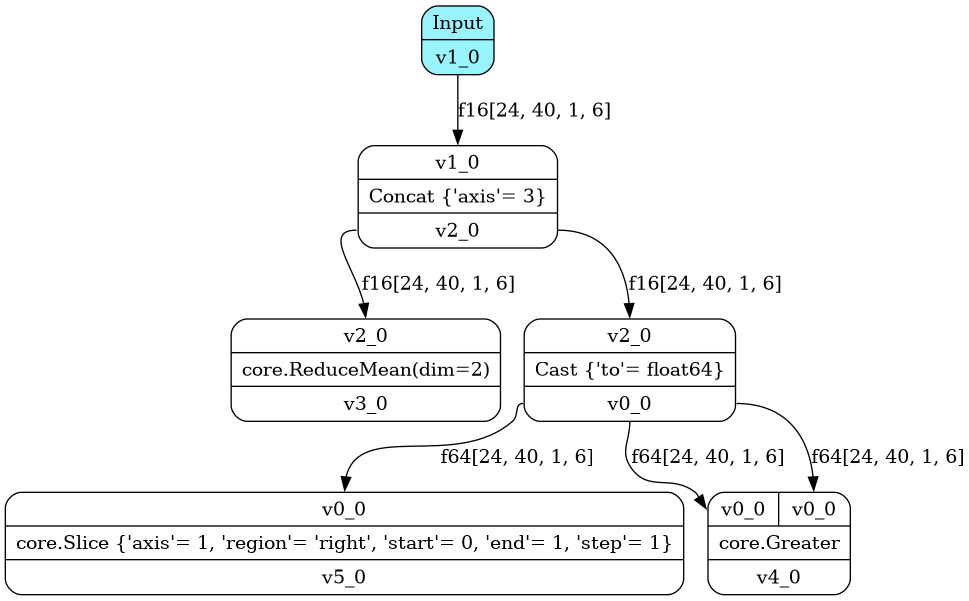 Input
v1_0
f16[24, 40, 1, 6]
v1_0
Concat {'axis'= 3}
v2_0
f16[24, 40, 1, 6]
f16[24, 40, 1, 6]
v2_0
core.ReduceMean(dim=2)
v3_0
v2_0
Cast {'to'= float64}
v0_0
f64[24, 40, 1, 6]
f64[24, 40, 1, 6]
f64[24, 40, 1, 6]
v0_0
core.Slice {'axis'= 1, 'region'= 'right', 'start'= 0, 'end'= 1, 'step'= 1}
v5_0
v0_0
v0_0
core.Greater
v4_0